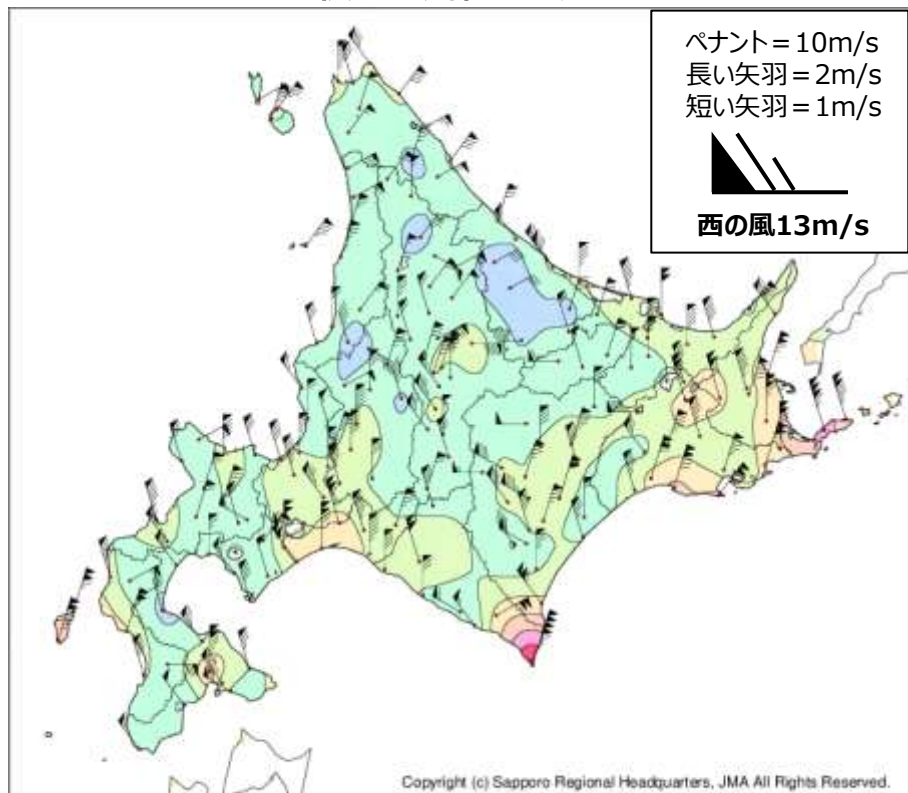 ペナント＝10m/s
長い矢羽＝2m/s
短い矢羽＝1m/s
西の風13m/s
Copyright (c) Sapporo Regional Headquarters, JMA All Rights Reserved.